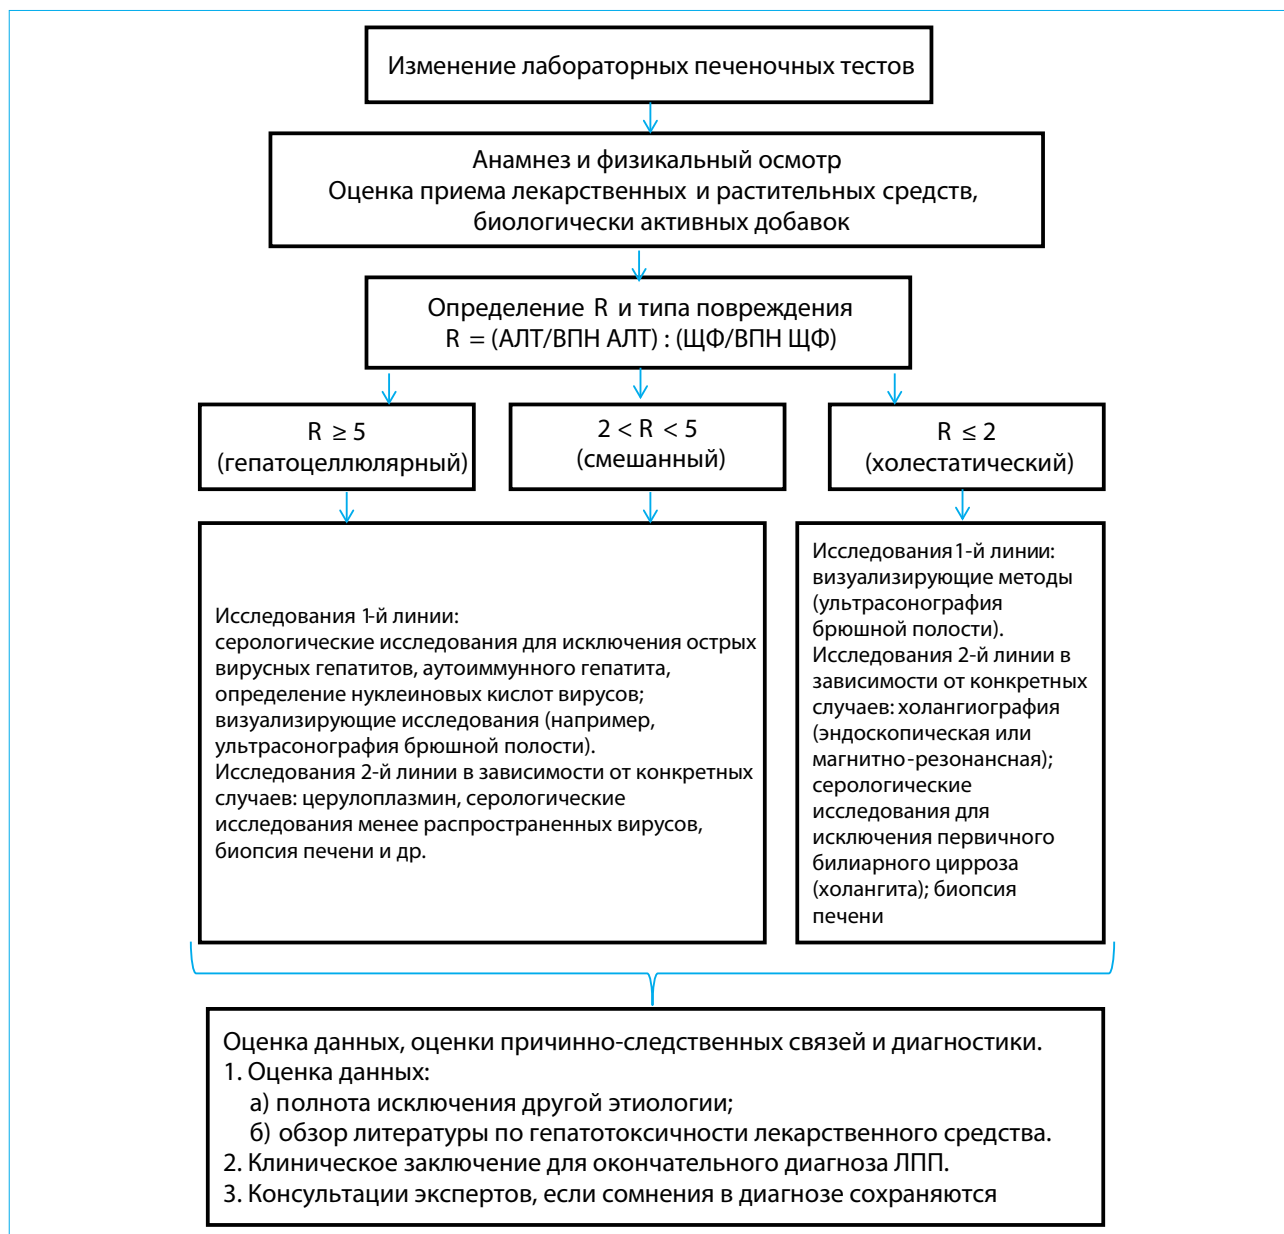 Изменение лабораторных печеночных тестов
Анамнез и физикальный осмотр
Оценка приема лекарственных и растительных средств,
биологически активных добавок
Определение R и типа повреждения
R = (АЛТ/ВПН АЛТ) : (ЩФ/ВПН ЩФ)
R ≥ 5
(гепатоцеллюлярный)
2 < R < 5
(смешанный)
R ≤ 2
(холестатический)
Исследования 1-й линии:
серологические исследования для исключения острых
вирусных гепатитов, аутоиммунного гепатита,
определение нуклеиновых кислот вирусов;
визуализирующие исследования (например,
ультрасонография брюшной полости).
Исследования 2-й линии в зависимости от конкретных
случаев: церулоплазмин, серологические
исследования менее распространенных вирусов,
биопсия печени и др.
Исследования 1-й линии:
визуализирующие методы
(ультрасонография
брюшной полости).
Исследования 2-й линии в
зависимости от конкретных
случаев: холангиография
(эндоскопическая или
магнитно-резонансная);
серологические
исследования для
исключения первичного
билиарного цирроза
(холангита); биопсия
печени
Оценка данных, оценки причинно-следственных связей и диагностики.
1. Оценка данных:
а) полнота исключения другой этиологии;
б) обзор литературы по гепатотоксичности лекарственного средства.
2. Клиническое заключение для окончательного диагноза ЛПП.
3. Консультации экспертов, если сомнения в диагнозе сохраняются